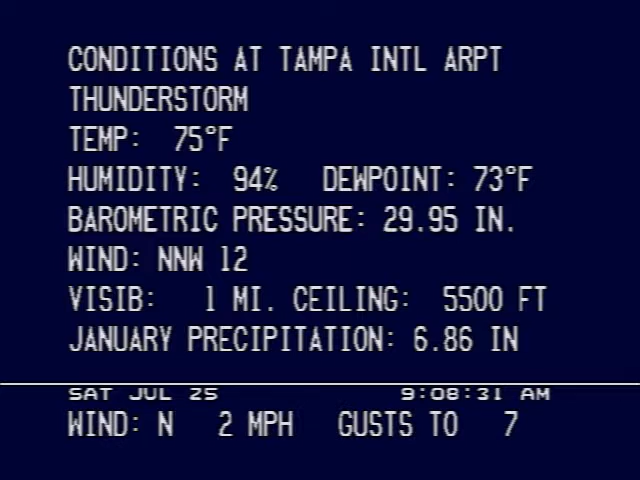 CONDITIONS AT TAMPA INTL ARPT
THUNDERSTORM
TEMP: 75°F
HUMIDITY: 94% DEWPOINT: 73°F
BAROMETRIC PRESSURE: 29.95 IN.
WIND: NNW 12
VISIB: 1 MI. CEILING: 5500 FT
JANUARY PRECIPITATION: 6.86 IN
SAT JUL 25 9:08:31 AM
WIND: N 2 MPH GUSTS TO 7